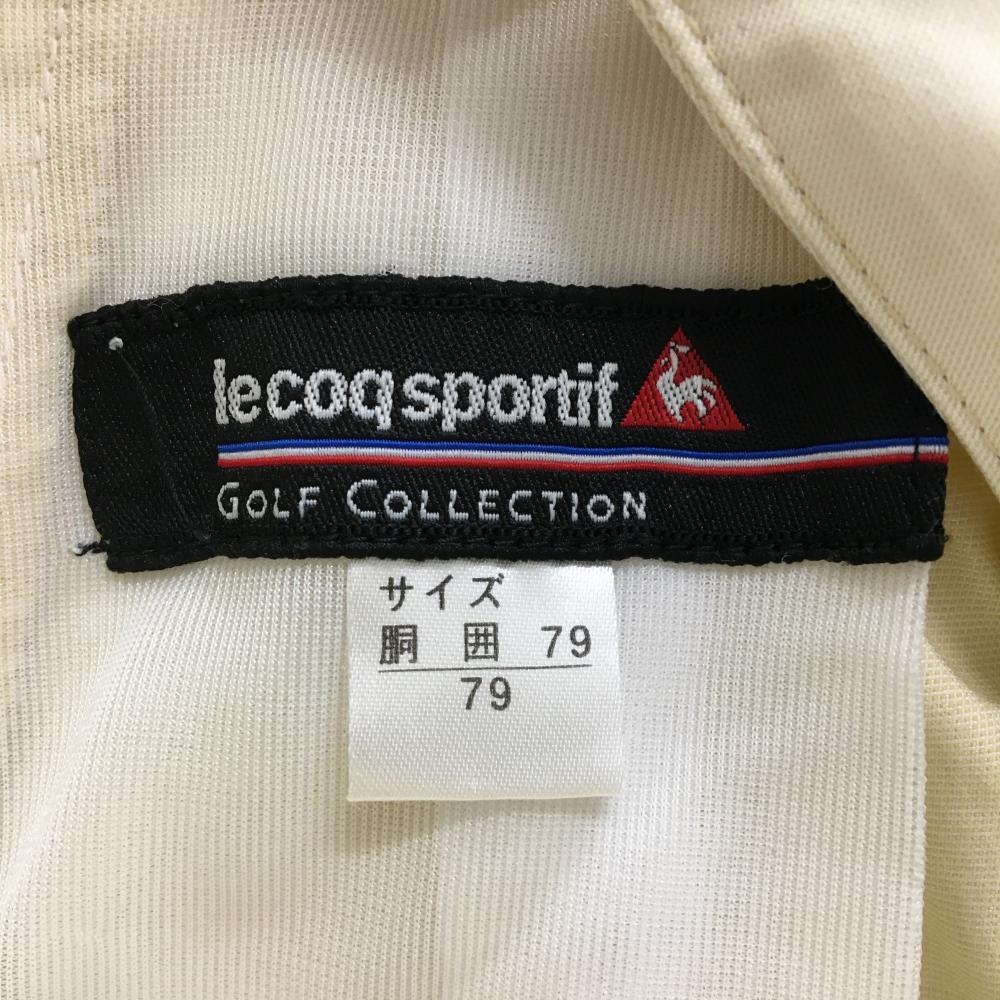 lecoqsportif
GOLF COLLECTION
サイズ
胴 囲 79
79